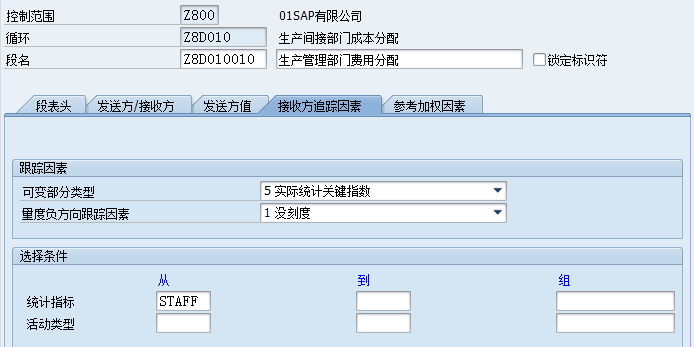 控制范围 Z800 01SAP有限公司
循环 Z8D010 生产间接部门成本分配
段名 Z8D010010 生产管理部门费用分配 锁定标识符
段表头 发送方/接收方 发送方值 接收方追踪因素 参考加权因素
跟踪因素
可变部分类型 5 实际统计关键指数
量度负方向跟踪因素 1 没刻度
选择条件
从 到 组
统计指标 STAFF
活动类型